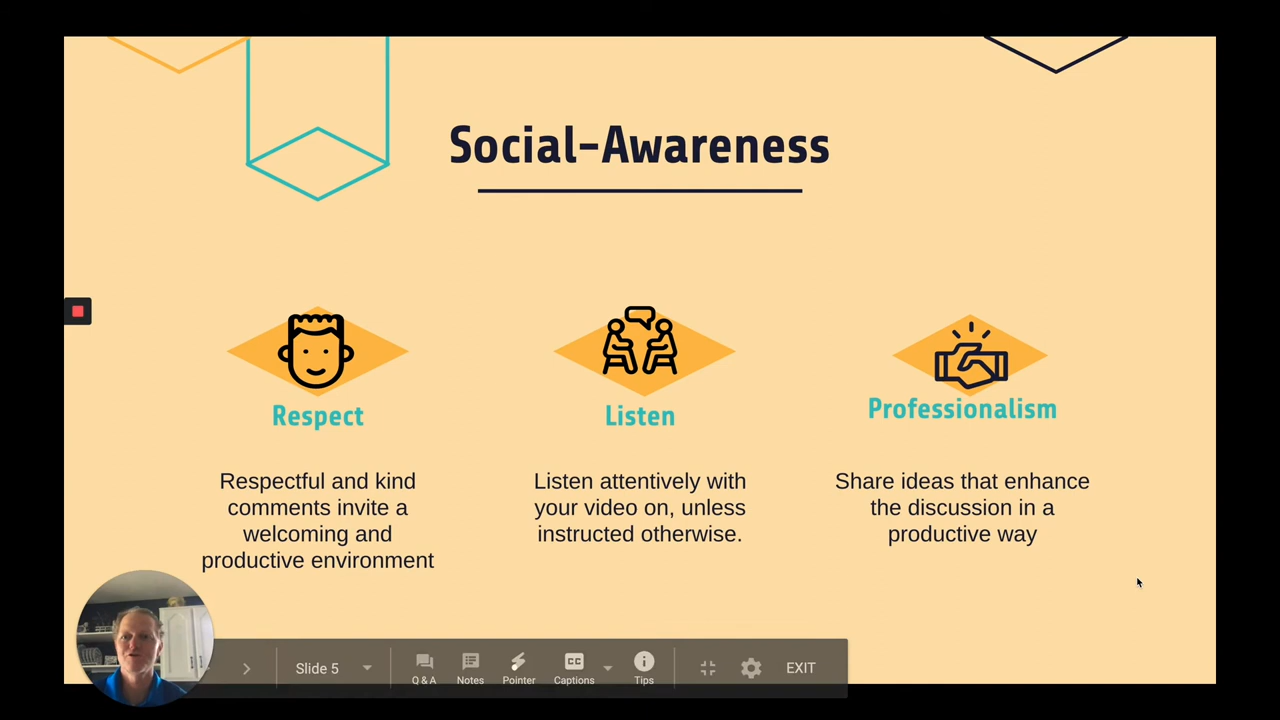 Social-Awareness
Respect
Respectful and kind
comments invite a
welcoming and
productive environment
Listen
Listen attentively with
your video on, unless
instructed otherwise.
Professionalism
Share ideas that enhance
the discussion in a
productive way
Slide 5
Q & A
Notes
Pointer
CC
Captions
Tips
EXIT